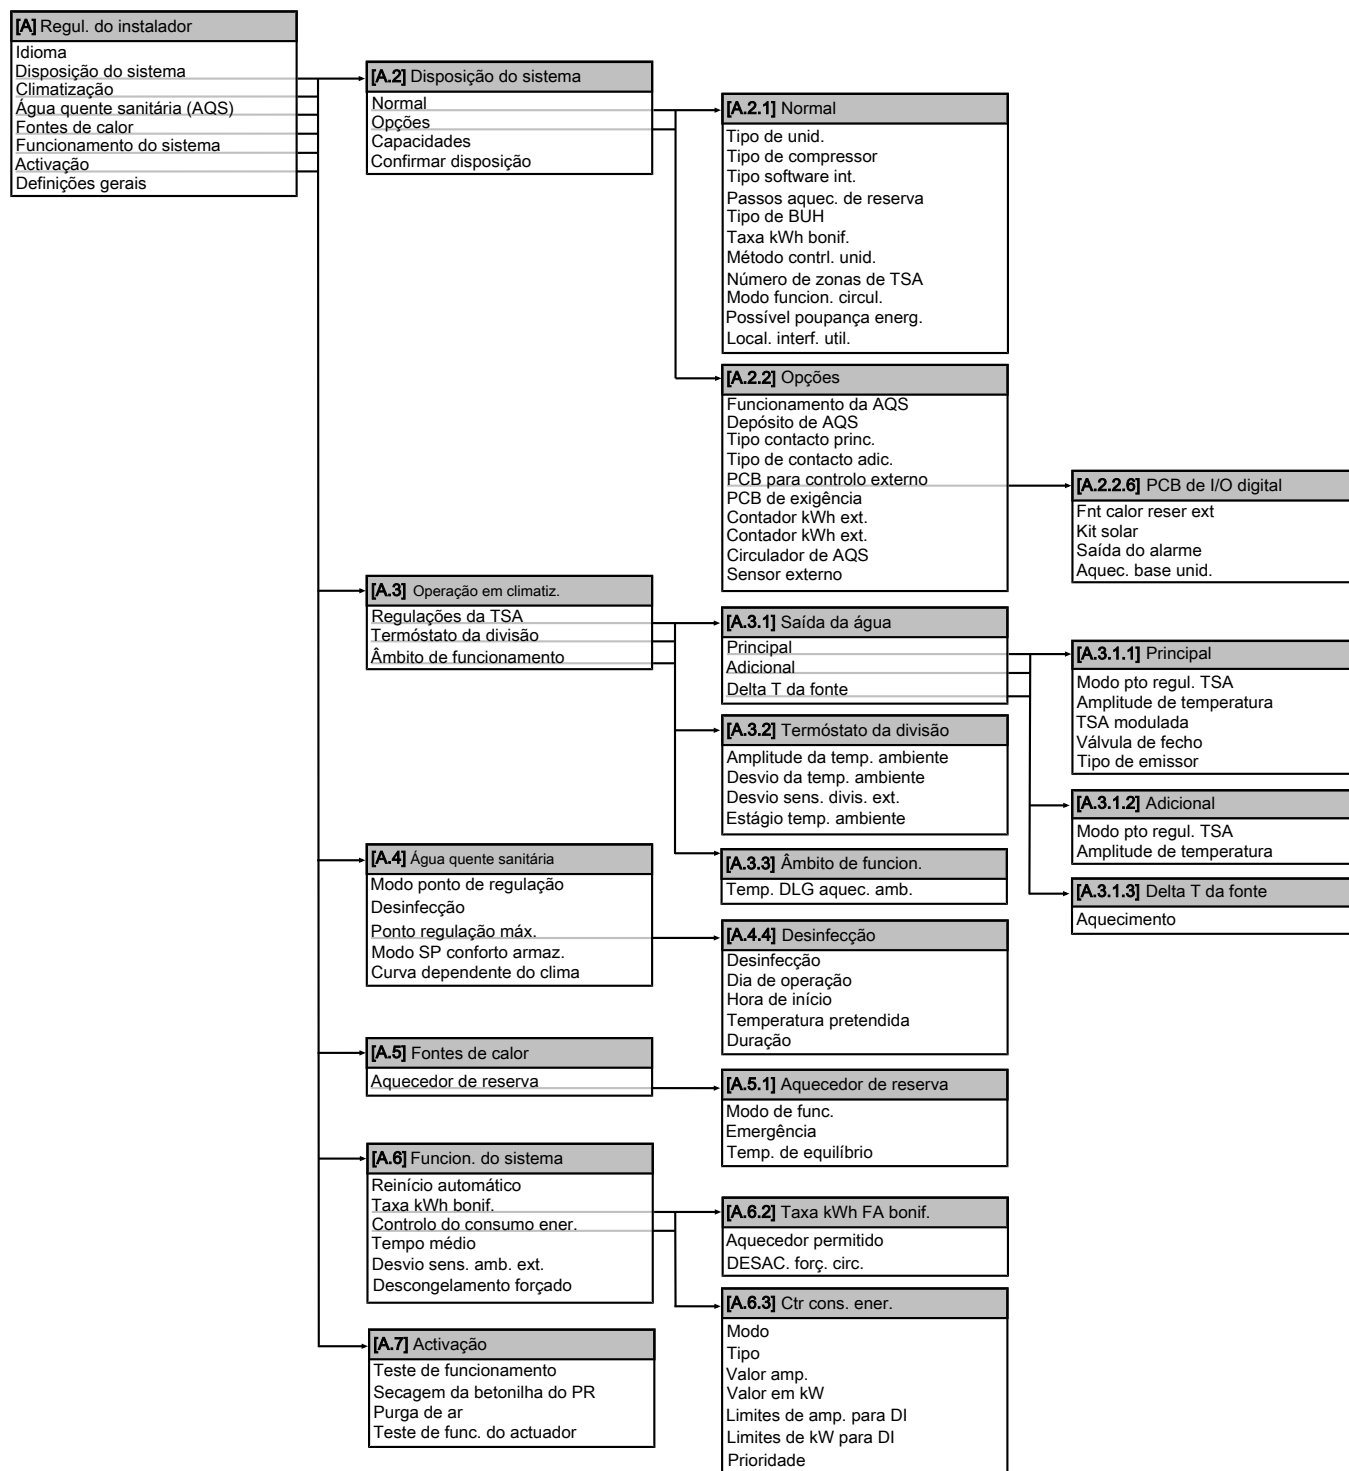 [A] Regul. do instalador
Idioma
Disposição do sistema
Climatização
Água quente sanitária (AQS)
Fontes de calor
Funcionamento do sistema
Activação
Definições gerais
[A.2] Disposição do sistema
Normal
Opções
Capacidades
Confirmar disposição
[A.2.1] Normal
Tipo de unid.
Tipo de compressor
Tipo software int.
Passos aquec. de reserva
Tipo de BUH
Taxa kWh bonif.
Método contrl. unid.
Número de zonas de TSA
Modo funcion. circul.
Possível poupança energ.
Local. interf. util.
[A.2.2] Opções
Funcionamento da AQS
Depósito de AQS
Tipo contacto princ.
Tipo de contacto adic.
PCB para controlo externo
PCB de exigência
Contador kWh ext.
Contador kWh ext.
Circulador de AQS
Sensor externo
[A.2.2.6] PCB de I/O digital
Fnt calor reser ext
Kit solar
Saída do alarme
Aquec. base unid.
[A.3] Operação em climatiz.
Regulações da TSA
Termóstato da divisão
Âmbito de funcionamento
[A.3.1] Saída da água
Principal
Adicional
Delta T da fonte
[A.3.1.1] Principal
Modo pto regul. TSA
Amplitude de temperatura
TSA modulada
Válvula de fecho
Tipo de emissor
[A.3.2] Termóstato da divisão
Amplitude da temp. ambiente
Desvio da temp. ambiente
Desvio sens. divis. ext.
Estágio temp. ambiente
[A.3.1.2] Adicional
Modo pto regul. TSA
Amplitude de temperatura
[A.3.3] Âmbito de funcion.
Temp. DLG aquec. amb.
[A.3.1.3] Delta T da fonte
Aquecimento
[A.4] Água quente sanitária
Modo ponto de regulação
Desinfecção
Ponto regulação máx.
Modo SP conforto armaz.
Curva dependente do clima
[A.4.4] Desinfecção
Desinfecção
Dia de operação
Hora de início
Temperatura pretendida
Duração
[A.5] Fontes de calor
Aquecedor de reserva
[A.5.1] Aquecedor de reserva
Modo de func.
Emergência
Temp. de equilíbrio
[A.6] Funcion. do sistema
Reinício automático
Taxa kWh bonif.
Controlo do consumo ener.
Tempo médio
Desvio sens. amb. ext.
Descongelamento forçado
[A.6.2] Taxa kWh FA bonif.
Aquecedor permitido
DESAC. forç. circ.
[A.6.3] Ctr cons. ener.
Modo
Tipo
Valor amp.
Valor em kW
Limites de amp. para DI
Limites de kW para DI
Prioridade
[A.7] Activação
Teste de funcionamento
Secagem da betonilha do PR
Purga de ar
Teste de func. do actuador